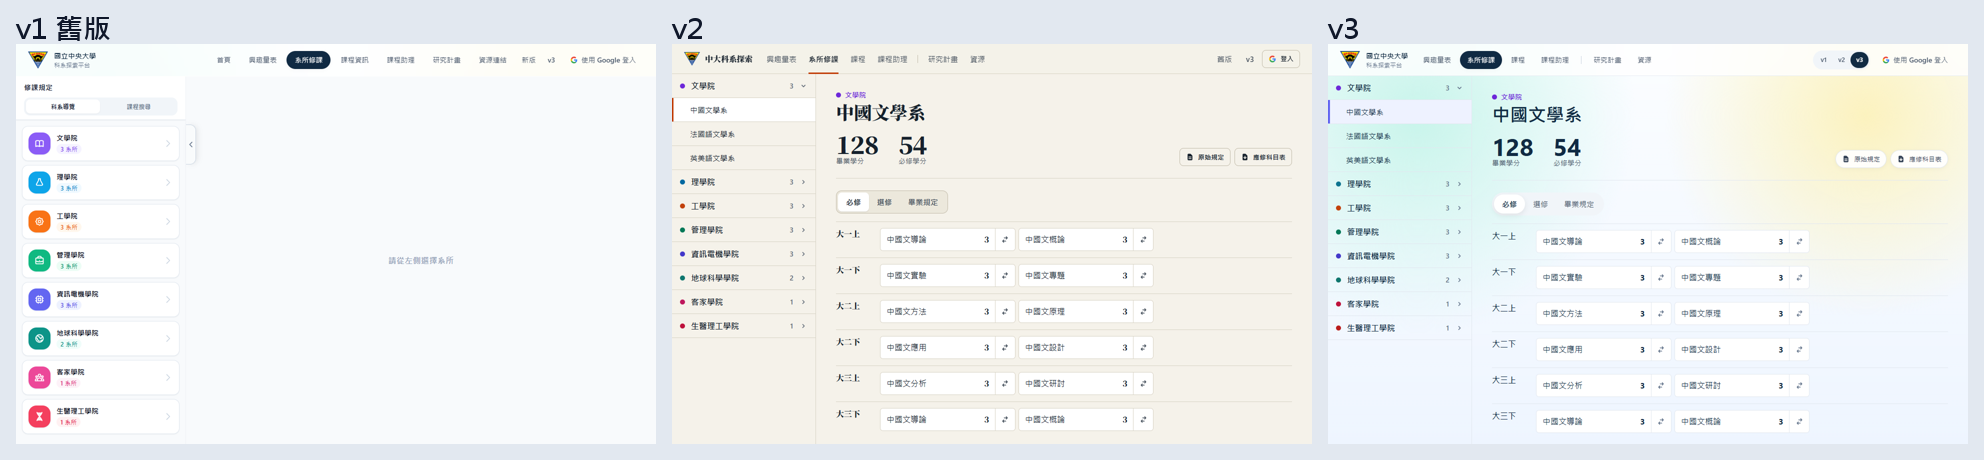 v1 舊版
國立中央大學
科系探索平台
首頁 興趣量表 系所修課 課程資訊 課程助理 研究計畫 資源連結 新版 v3 使用 Google 登入
修課規定
科系導覽 課程搜尋
文學院
3 系所
理學院
3 系所
工學院
3 系所
管理學院
3 系所
資訊電機學院
3 系所
地球科學學院
2 系所
客家學院
1 系所
生醫理工學院
1 系所
請從左側選擇系所
v2
中大科系探索 興趣量表 系所修課 課程 課程助理 研究計畫 資源 舊版 v3 登入
文學院 3
中國文學系
法國語文學系
英美語文學系
理學院 3
工學院 3
管理學院 3
資訊電機學院 3
地球科學學院 2
客家學院 1
生醫理工學院 1
文學院
中國文學系
128 54
畢業學分 必修學分
原始規定 應修科目表
必修 選修 畢業規定
大一上 中國文導論 3 中國文概論 3
大一下 中國文實驗 3 中國文專題 3
大二上 中國文方法 3 中國文原理 3
大二下 中國文應用 3 中國文設計 3
大三上 中國文分析 3 中國文研討 3
大三下 中國文導論 3 中國文概論 3
v3
國立中央大學
科系探索平台
興趣量表 系所修課 課程 課程助理 研究計畫 資源 v1 v2 v3 使用 Google 登入
文學院 3
中國文學系
法國語文學系
英美語文學系
理學院 3
工學院 3
管理學院 3
資訊電機學院 3
地球科學學院 2
客家學院 1
生醫理工學院 1
文學院
中國文學系
128 54
畢業學分 必修學分
原始規定 應修科目表
必修 選修 畢業規定
大一上 中國文導論 3 中國文概論 3
大一下 中國文實驗 3 中國文專題 3
大二上 中國文方法 3 中國文原理 3
大二下 中國文應用 3 中國文設計 3
大三上 中國文分析 3 中國文研討 3
大三下 中國文導論 3 中國文概論 3